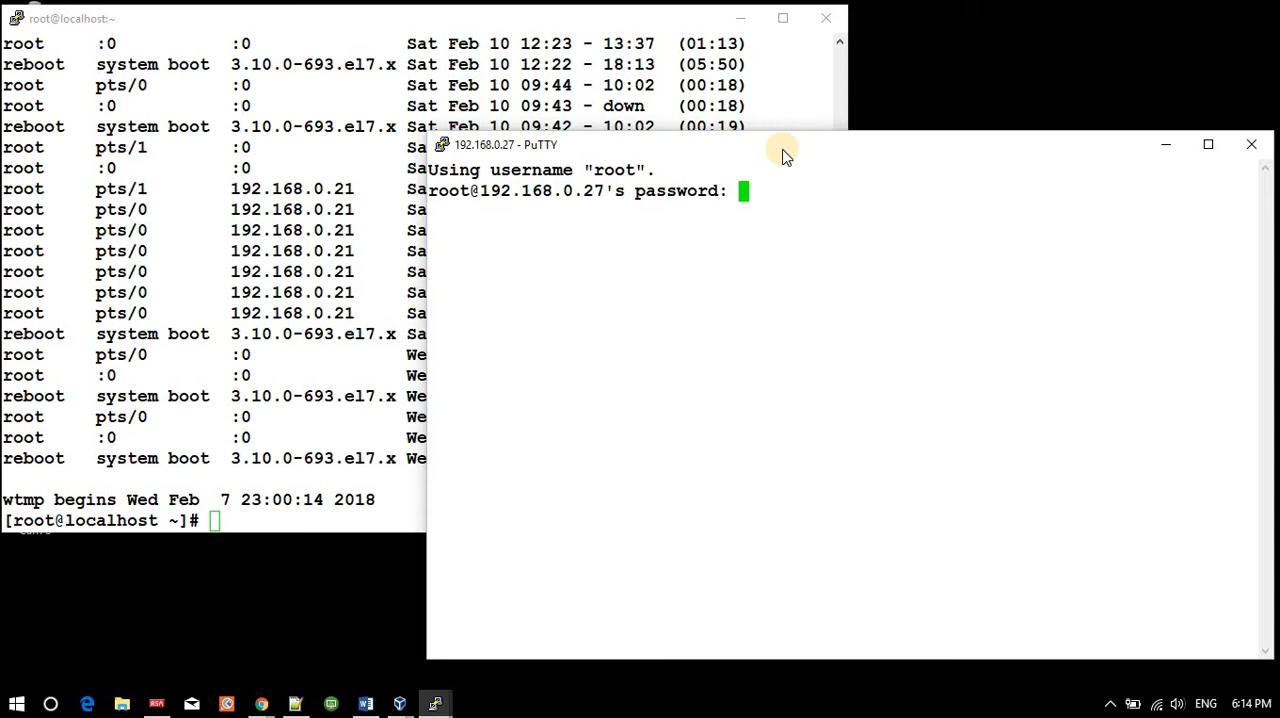 root@localhost:~
root :0 :0 Sat Feb 10 12:23 - 13:37 (01:13)
reboot system boot 3.10.0-693.el7.x Sat Feb 10 12:22 - 18:13 (05:50)
root pts/0 :0 Sat Feb 10 09:44 - 10:02 (00:18)
root :0 :0 Sat Feb 10 09:43 - down (00:18)
reboot system boot 3.10.0-693.el7.x Sat Feb 10 09:42 - 10:02 (00:19)
root pts/1 :0
root :0 :0
root pts/1 192.168.0.21 Sa
root pts/0 192.168.0.21 Sa
root pts/0 192.168.0.21 Sa
root pts/0 192.168.0.21 Sa
root pts/0 192.168.0.21 Sa
root pts/0 192.168.0.21 Sa
root pts/0 192.168.0.21 Sa
reboot system boot 3.10.0-693.el7.x Sa
root pts/0 :0 We
root :0 :0 We
reboot system boot 3.10.0-693.el7.x We
root pts/0 :0 We
root :0 :0 We
reboot system boot 3.10.0-693.el7.x We
wtmp begins Wed Feb 7 23:00:14 2018
[root@localhost ~]#
192.168.0.27 - PuTTY
Using username "root".
root@192.168.0.27's password:
RSA
ENG
6:14 PM